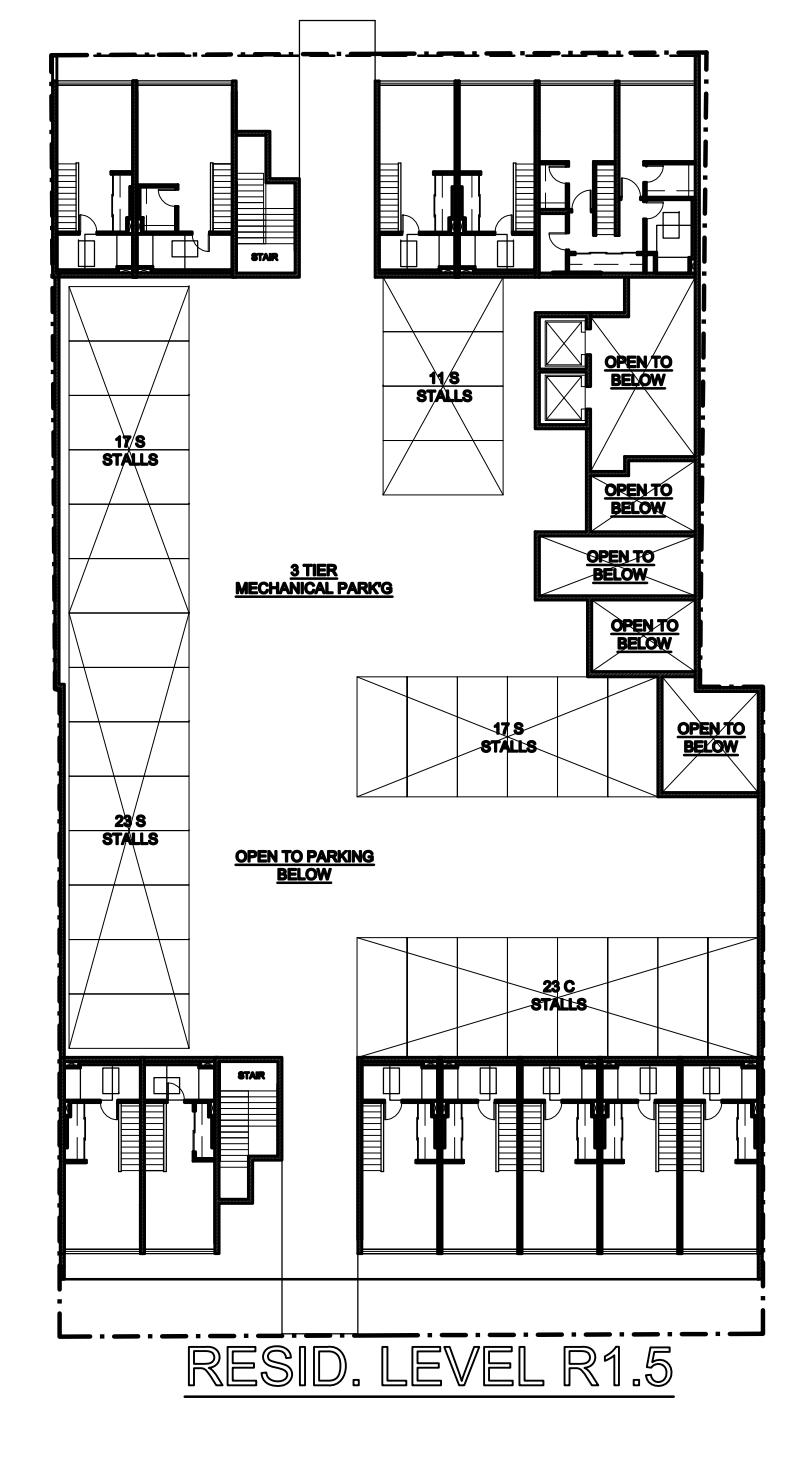 STAIR
11 S
STALLS
OPEN TO
BELOW
17 S
STALLS
OPEN TO
BELOW
3 TIER
MECHANICAL PARK'G
OPEN TO
BELOW
OPEN TO
BELOW
17 S
STALLS
OPEN TO
BELOW
23 S
STALLS
OPEN TO PARKING
BELOW
23 C
STALLS
STAIR
RESID. LEVEL R1.5